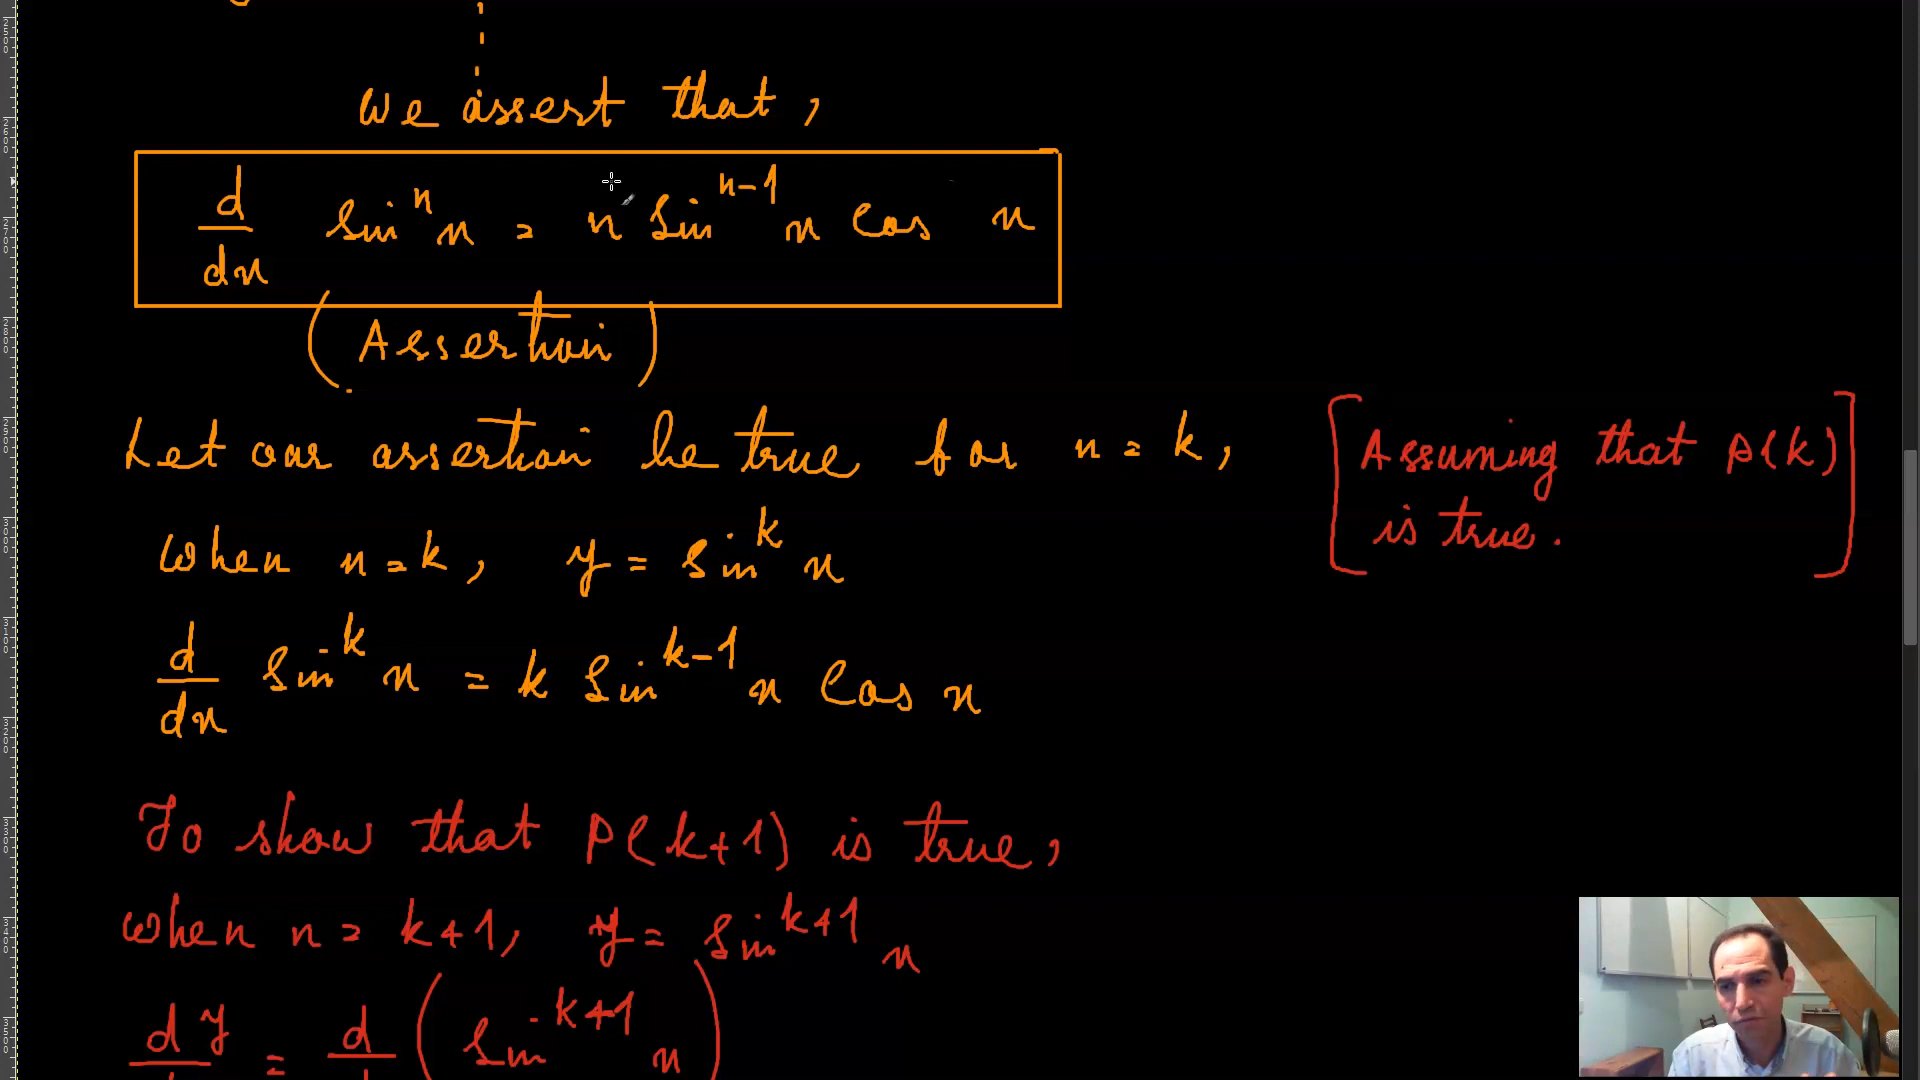 We assert that,
d/dx sin^n x = n sin^(n-1) x cos x
(Assertion)
Let our assertion be true for n = k,
[Assuming that P(k) is true.]
when n = k, y = sin^k x
d/dx sin^k x = k sin^(k-1) x cos x
To show that P(k+1) is true,
when n = k+1, y = sin^(k+1) x
dy = d (sin^(k+1) x)